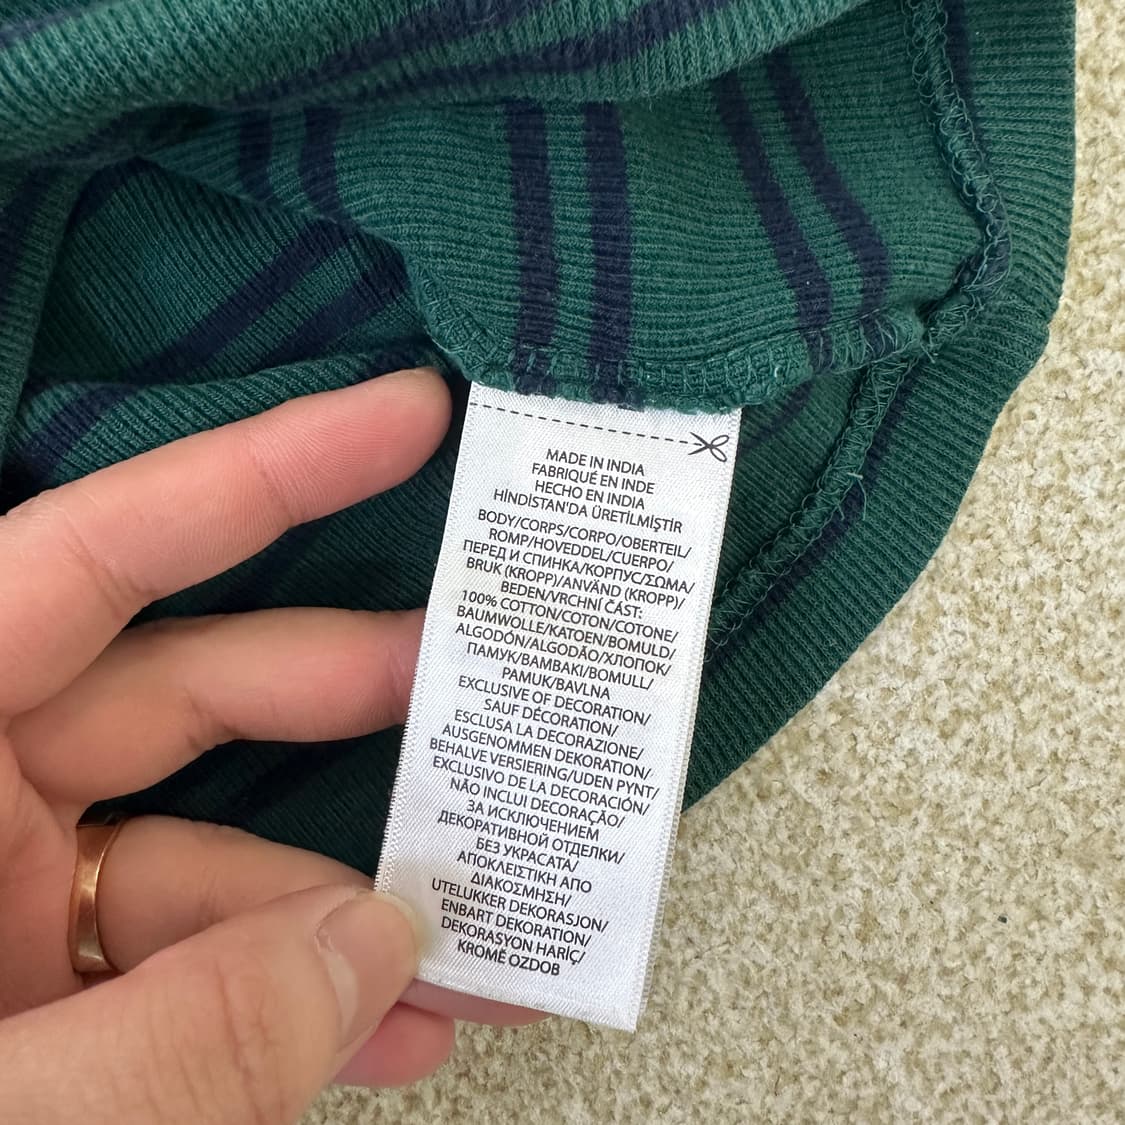 MADE IN INDIA
FABRIQUÉ EN INDE
HECHO EN INDIA
HİNDİSTAN'DA ÜRETİLMİŞTİR
BODY/CORPS/CORPO/OBERTEIL/
ROMP/HOVEDDEL/CUERPO/
ПЕРЕД И СПИНКА/КОРПУС/ΣΩΜΑ/
BRUK (KROPP)/ANVÄND (KROPP)/
BEDEN/VRCHNÍ ČÁST:
100% COTTON/COTON/COTONE/
BAUMWOLLE/KATOEN/BOMULD/
ALGODÓN/ALGODÃO/ХЛОПОК/
ПАМУК/ΒΑΜΒΑΚΙ/BOMULL/
PAMUK/BAVLNA
EXCLUSIVE OF DECORATION/
SAUF DÉCORATION/
ESCLUSA LA DECORAZIONE/
AUSGENOMMEN DEKORATION/
BEHALVE VERSIERING/UDEN PYNT/
EXCLUSIVO DE LA DECORACIÓN/
NÃO INCLUI DECORAÇÃO/
ЗА ИСКЛЮЧЕНИЕМ
ДЕКОРАТИВНОЙ ОТДЕЛКИ/
БЕЗ УКРАСАТА/
ΑΠΟΚΛΕΙΣΤΙΚΗ ΑΠΟ
ΔΙΑΚΟΣΜΗΣΗ/
UTELUKKER DEKORASJON/
ENBART DEKORATION/
DEKORASYON HARİÇ/
KROMĚ OZDOB